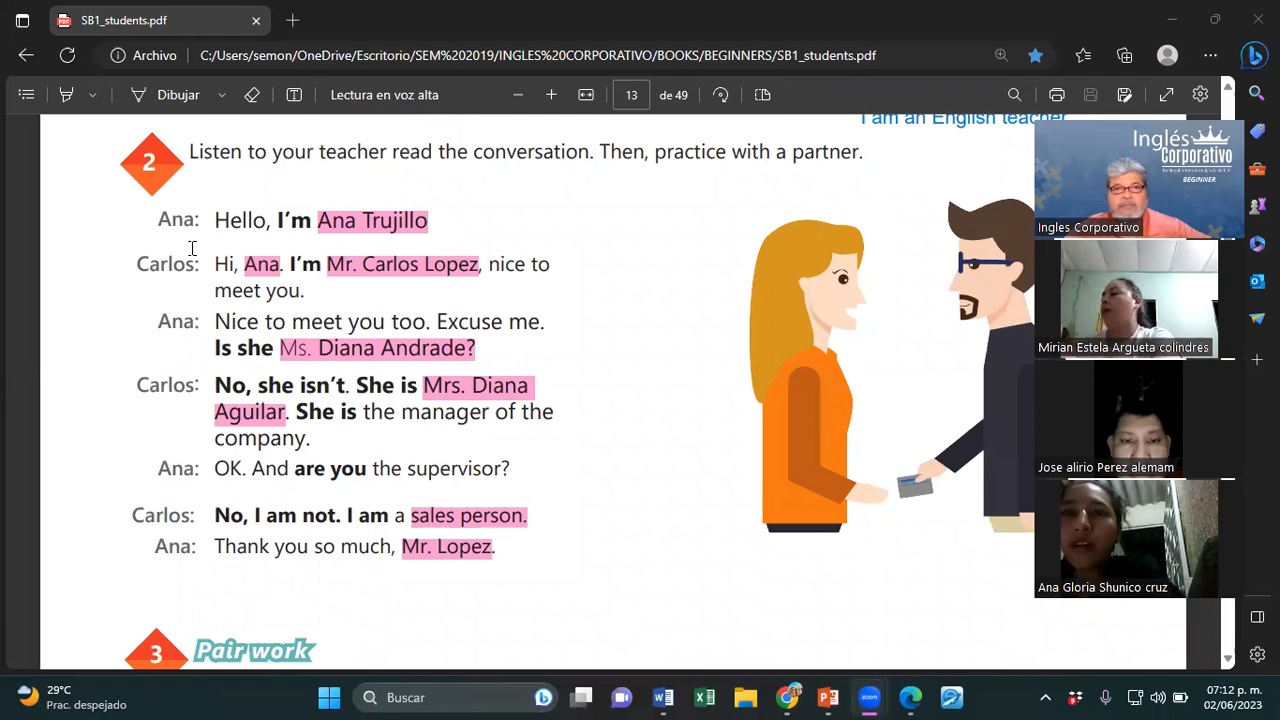 SB1_students.pdf
Archivo
C:/Users/semon/OneDrive/Escritorio/SEM%202019/INGLES%20CORPORATIVO/BOOKS/BEGINNERS/SB1_students.pdf
Dibujar
Lectura en voz alta
13
de 49
I am an English teacher
2
Listen to your teacher read the conversation. Then, practice with a partner.
Ana: Hello, I'm Ana Trujillo
Carlos: Hi, Ana. I'm Mr. Carlos Lopez, nice to
meet you.
Ana: Nice to meet you too. Excuse me.
Is she Ms. Diana Andrade?
Carlos: No, she isn't. She is Mrs. Diana
Aguilar. She is the manager of the
company.
Ana: OK. And are you the supervisor?
Carlos: No, I am not. I am a sales person.
Ana: Thank you so much, Mr. Lopez.
3
Pair work
Inglés
Corporativo
BEGINNER
Ingles Corporativo
Mirian Estela Argueta colindres
Jose alirio Perez alemam
Ana Gloria Shunico cruz
29°C
Prac. despejado
Buscar
07:12 p. m.
02/06/2023